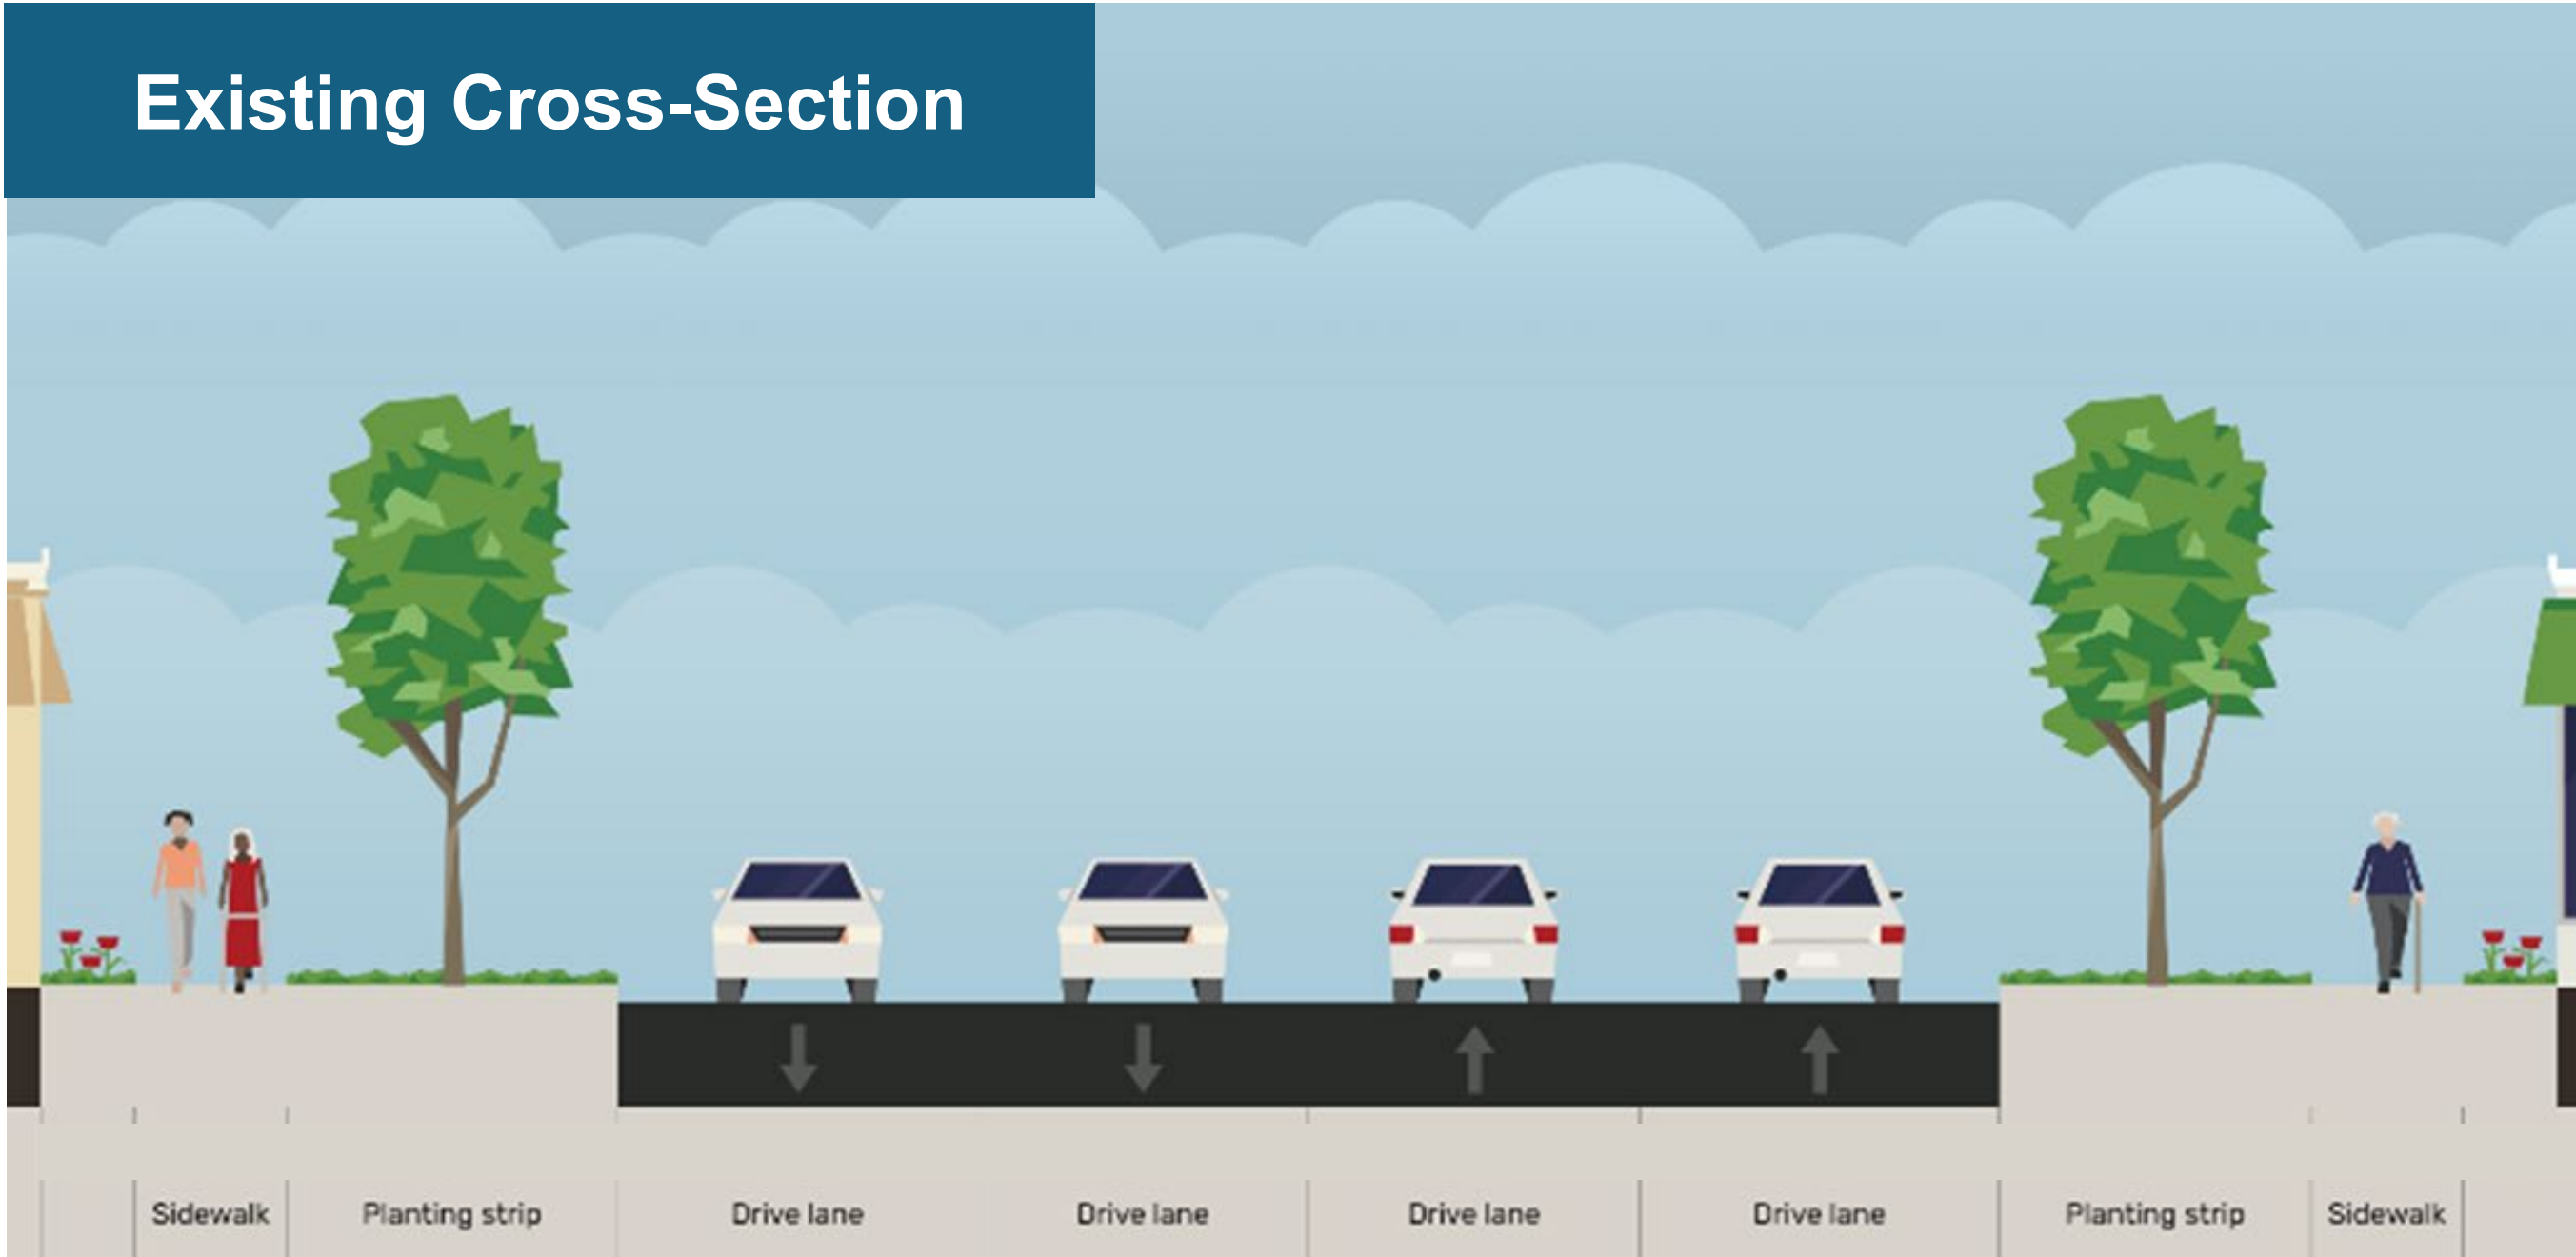 Existing Cross-Section
Sidewalk
Planting strip
Drive lane
Drive lane
Drive lane
Drive lane
Planting strip
Sidewalk